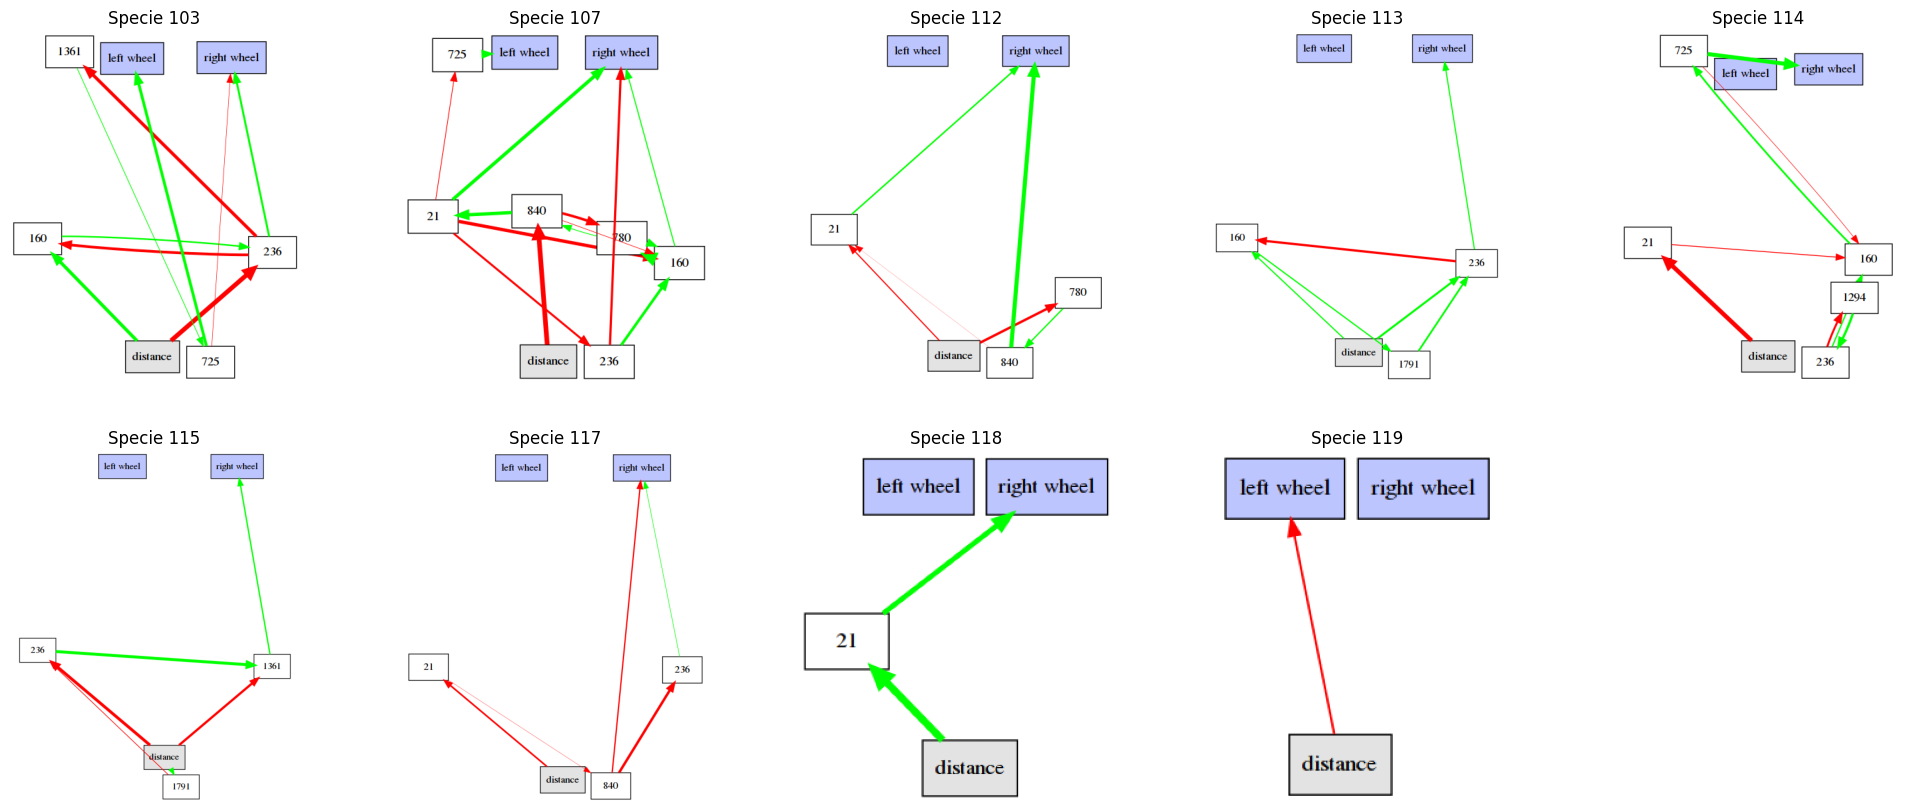 Specie 103
1361
left wheel
right wheel
160
236
distance
725
Specie 107
725
left wheel
right wheel
21
840
780
160
distance
236
Specie 112
left wheel
right wheel
21
780
distance
840
Specie 113
left wheel
right wheel
160
236
distance
1791
Specie 114
725
left wheel
right wheel
21
160
1294
distance
236
Specie 115
left wheel
right wheel
236
1361
distance
1791
Specie 117
left wheel
right wheel
21
236
distance
840
Specie 118
left wheel
right wheel
21
distance
Specie 119
left wheel
right wheel
distance